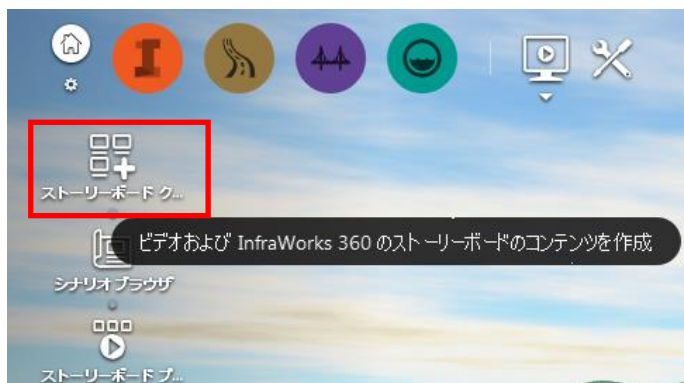 ストーリーボード ク...
ビデオおよび InfraWorks 360 のストーリーボードのコンテンツを作成
シナリオ ブラウザ
ストーリーボード プ...